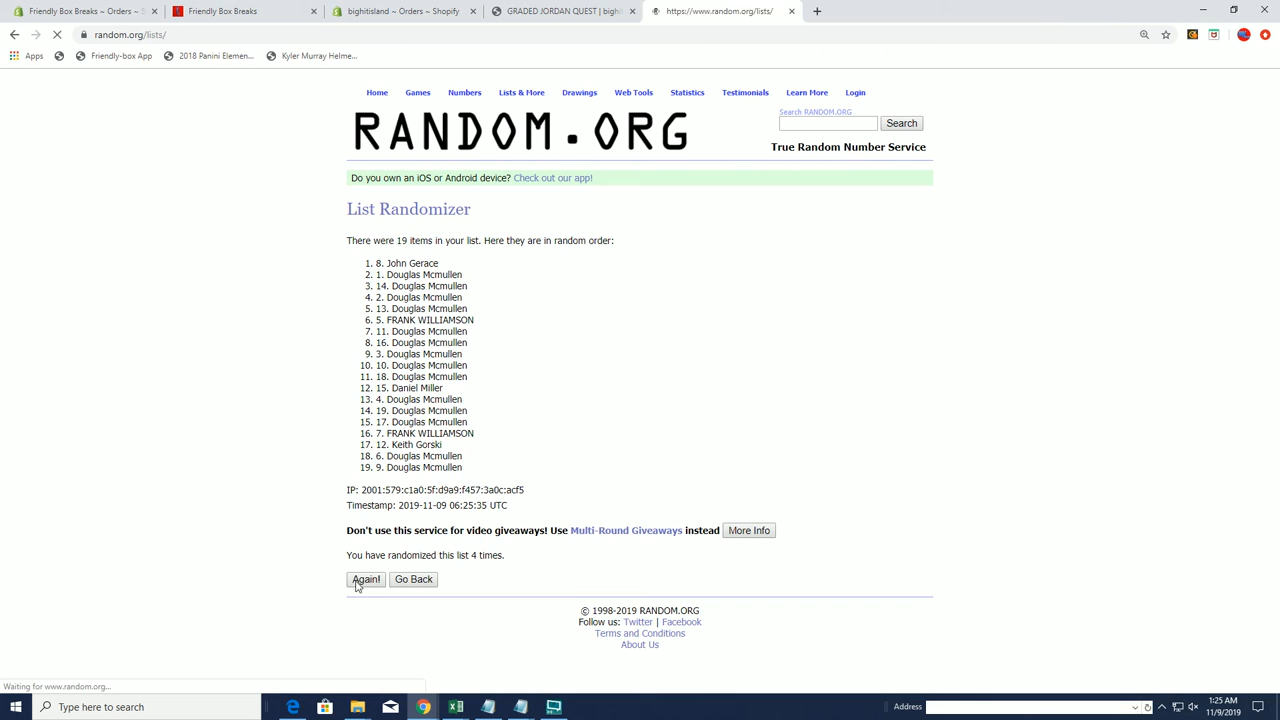 Friendly Box Breaks ~ Orders ~ S
Friendly Box Breaks
bightiland ~ Orders ~ Shopify
GRADED JORDAN QUEST | bight
https://www.random.org/lists/
random.org/lists/
Apps
Friendly-box App
2018 Panini Elemen...
Kyler Murray Helme...
Home Games Numbers Lists & More Drawings Web Tools Statistics Testimonials Learn More Login
RANDOM.ORG
Search RANDOM.ORG
Search
True Random Number Service
Do you own an iOS or Android device? Check out our app!
List Randomizer
There were 19 items in your list. Here they are in random order:
1. 8. John Gerace
2. 1. Douglas Mcmullen
3. 14. Douglas Mcmullen
4. 2. Douglas Mcmullen
5. 13. Douglas Mcmullen
6. 5. FRANK WILLIAMSON
7. 11. Douglas Mcmullen
8. 16. Douglas Mcmullen
9. 3. Douglas Mcmullen
10. 10. Douglas Mcmullen
11. 18. Douglas Mcmullen
12. 15. Daniel Miller
13. 4. Douglas Mcmullen
14. 19. Douglas Mcmullen
15. 17. Douglas Mcmullen
16. 7. FRANK WILLIAMSON
17. 12. Keith Gorski
18. 6. Douglas Mcmullen
19. 9. Douglas Mcmullen
IP: 2001:579:c1a0:5f:d9a9:f457:3a0c:acf5
Timestamp: 2019-11-09 06:25:35 UTC
Don't use this service for video giveaways! Use Multi-Round Giveaways instead More Info
You have randomized this list 4 times.
Again! Go Back
© 1998-2019 RANDOM.ORG
Follow us: Twitter | Facebook
Terms and Conditions
About Us
Waiting for www.random.org...
Type here to search
Address
1:25 AM
11/9/2019